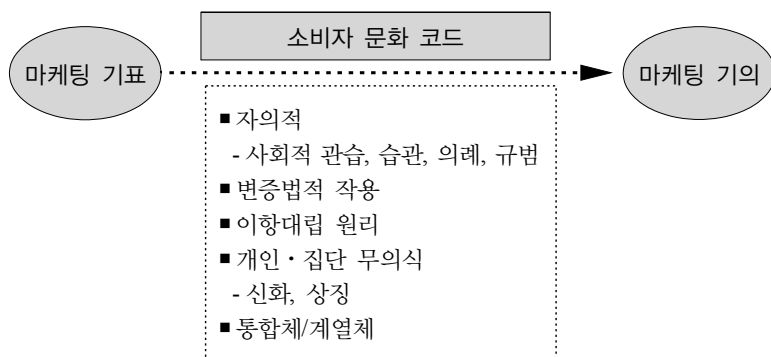 소비자 문화 코드
마케팅 기표
마케팅 기의
■ 자의적
- 사회적 관습, 습관, 의례, 규범
■ 변증법적 작용
■ 이항대립 원리
■ 개인・집단 무의식
- 신화, 상징
■ 통합체/계열체